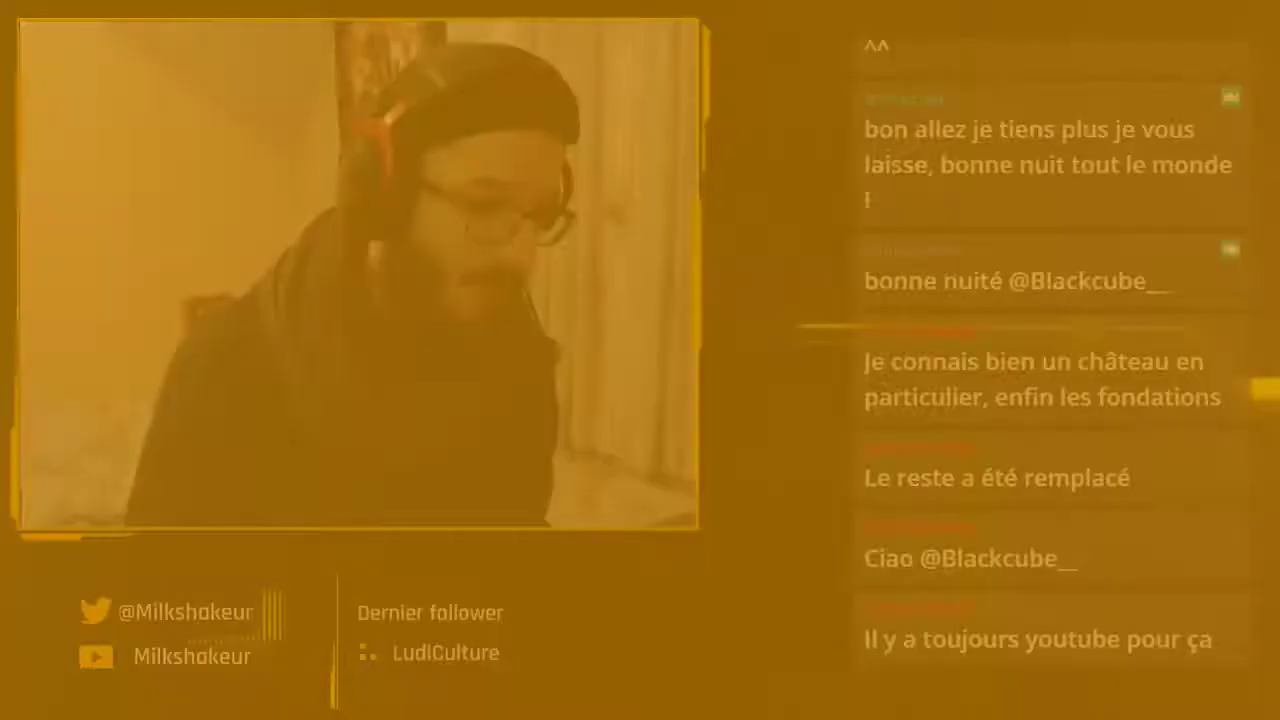 ^^
bon allez je tiens plus je vous
laisse, bonne nuit tout le monde
!
bonne nuité @Blackcube__
Je connais bien un château en
particulier, enfin les fondations
Le reste a été remplacé
Ciao @Blackcube__
Il y a toujours youtube pour ça
@Milkshakeur
Milkshakeur
Dernier follower
LudiCulture